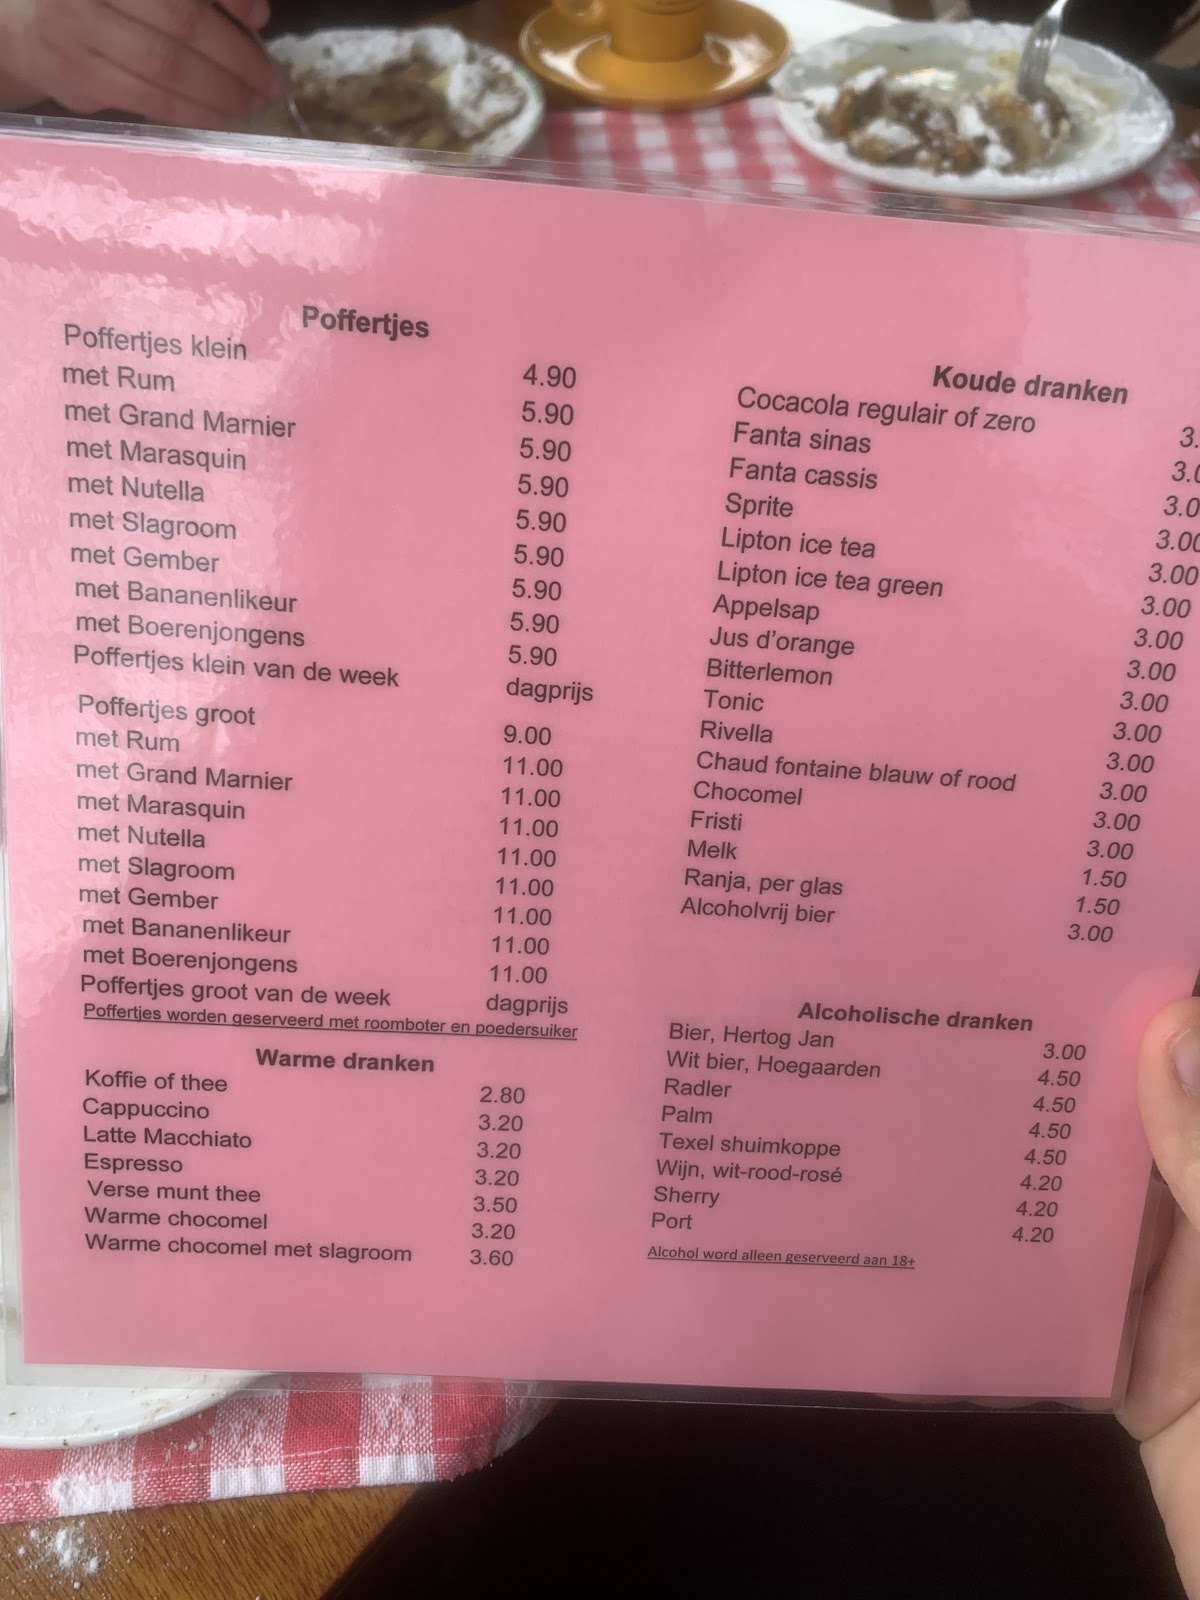 Poffertjes
Poffertjes klein 4.90
met Rum 5.90
met Grand Marnier 5.90
met Marasquin 5.90
met Nutella 5.90
met Slagroom 5.90
met Gember 5.90
met Bananenlikeur 5.90
met Boerenjongens 5.90
Poffertjes klein van de week dagprijs
Poffertjes groot 9.00
met Rum 11.00
met Grand Marnier 11.00
met Marasquin 11.00
met Nutella 11.00
met Slagroom 11.00
met Gember 11.00
met Bananenlikeur 11.00
met Boerenjongens 11.00
Poffertjes groot van de week dagprijs
Poffertjes worden geserveerd met roomboter en poedersuiker
Warme dranken
Koffie of thee 2.80
Cappuccino 3.20
Latte Macchiato 3.20
Espresso 3.20
Verse munt thee 3.50
Warme chocomel 3.20
Warme chocomel met slagroom 3.60
Koude dranken
Cocacola regulair of zero 3.
Fanta sinas 3.0
Fanta cassis 3.0
Sprite 3.00
Lipton ice tea 3.00
Lipton ice tea green 3.00
Appelsap 3.00
Jus d'orange 3.00
Bitterlemon 3.00
Tonic 3.00
Rivella 3.00
Chaud fontaine blauw of rood 3.00
Chocomel 3.00
Fristi 3.00
Melk 1.50
Ranja, per glas 1.50
Alcoholvrij bier 3.00
Alcoholische dranken
Bier, Hertog Jan 3.00
Wit bier, Hoegaarden 4.50
Radler 4.50
Palm 4.50
Texel shuimkoppe 4.50
Wijn, wit-rood-rosé 4.20
Sherry 4.20
Port 4.20
Alcohol word alleen geserveerd aan 18+